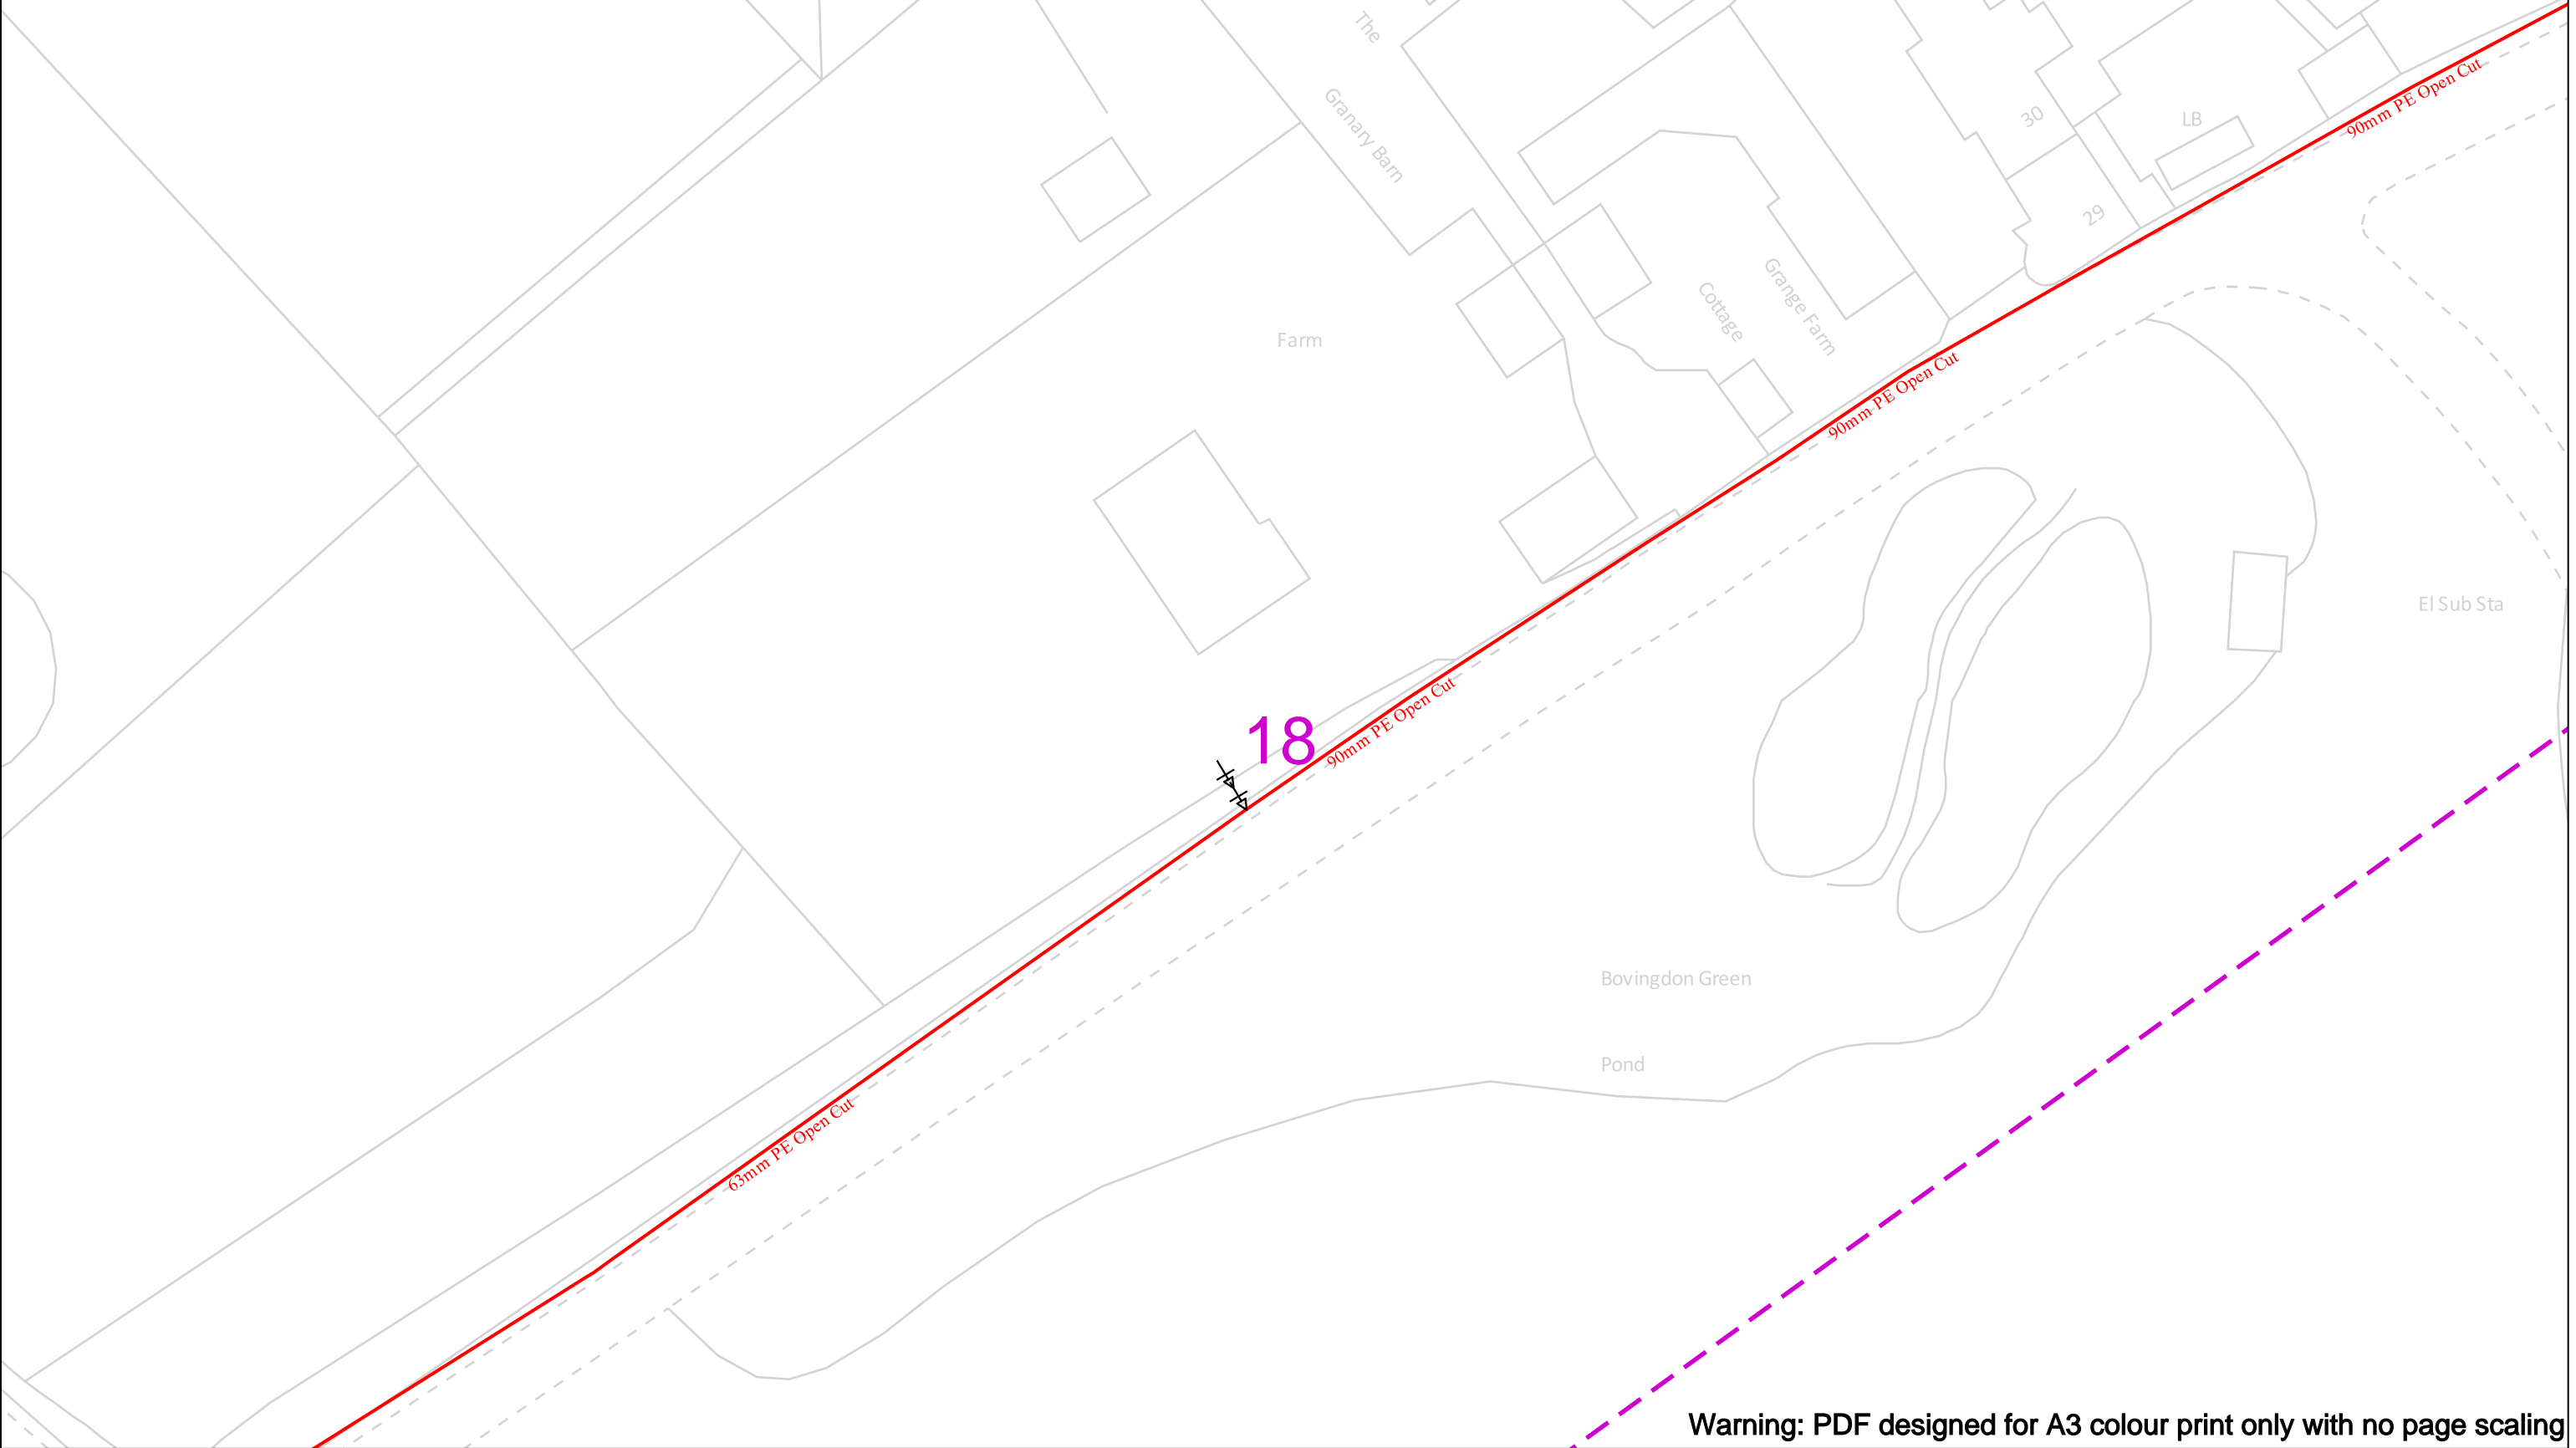 The
Granary Barn
90mm PE Open Cut
30
LB
29
Grange Farm
Cottage
Farm
90mm PE Open Cut
El Sub Sta
90mm PE Open Cut
18
Bovingdon Green
Pond
63mm PE Open Cut
Warning: PDF designed for A3 colour print only with no page scaling